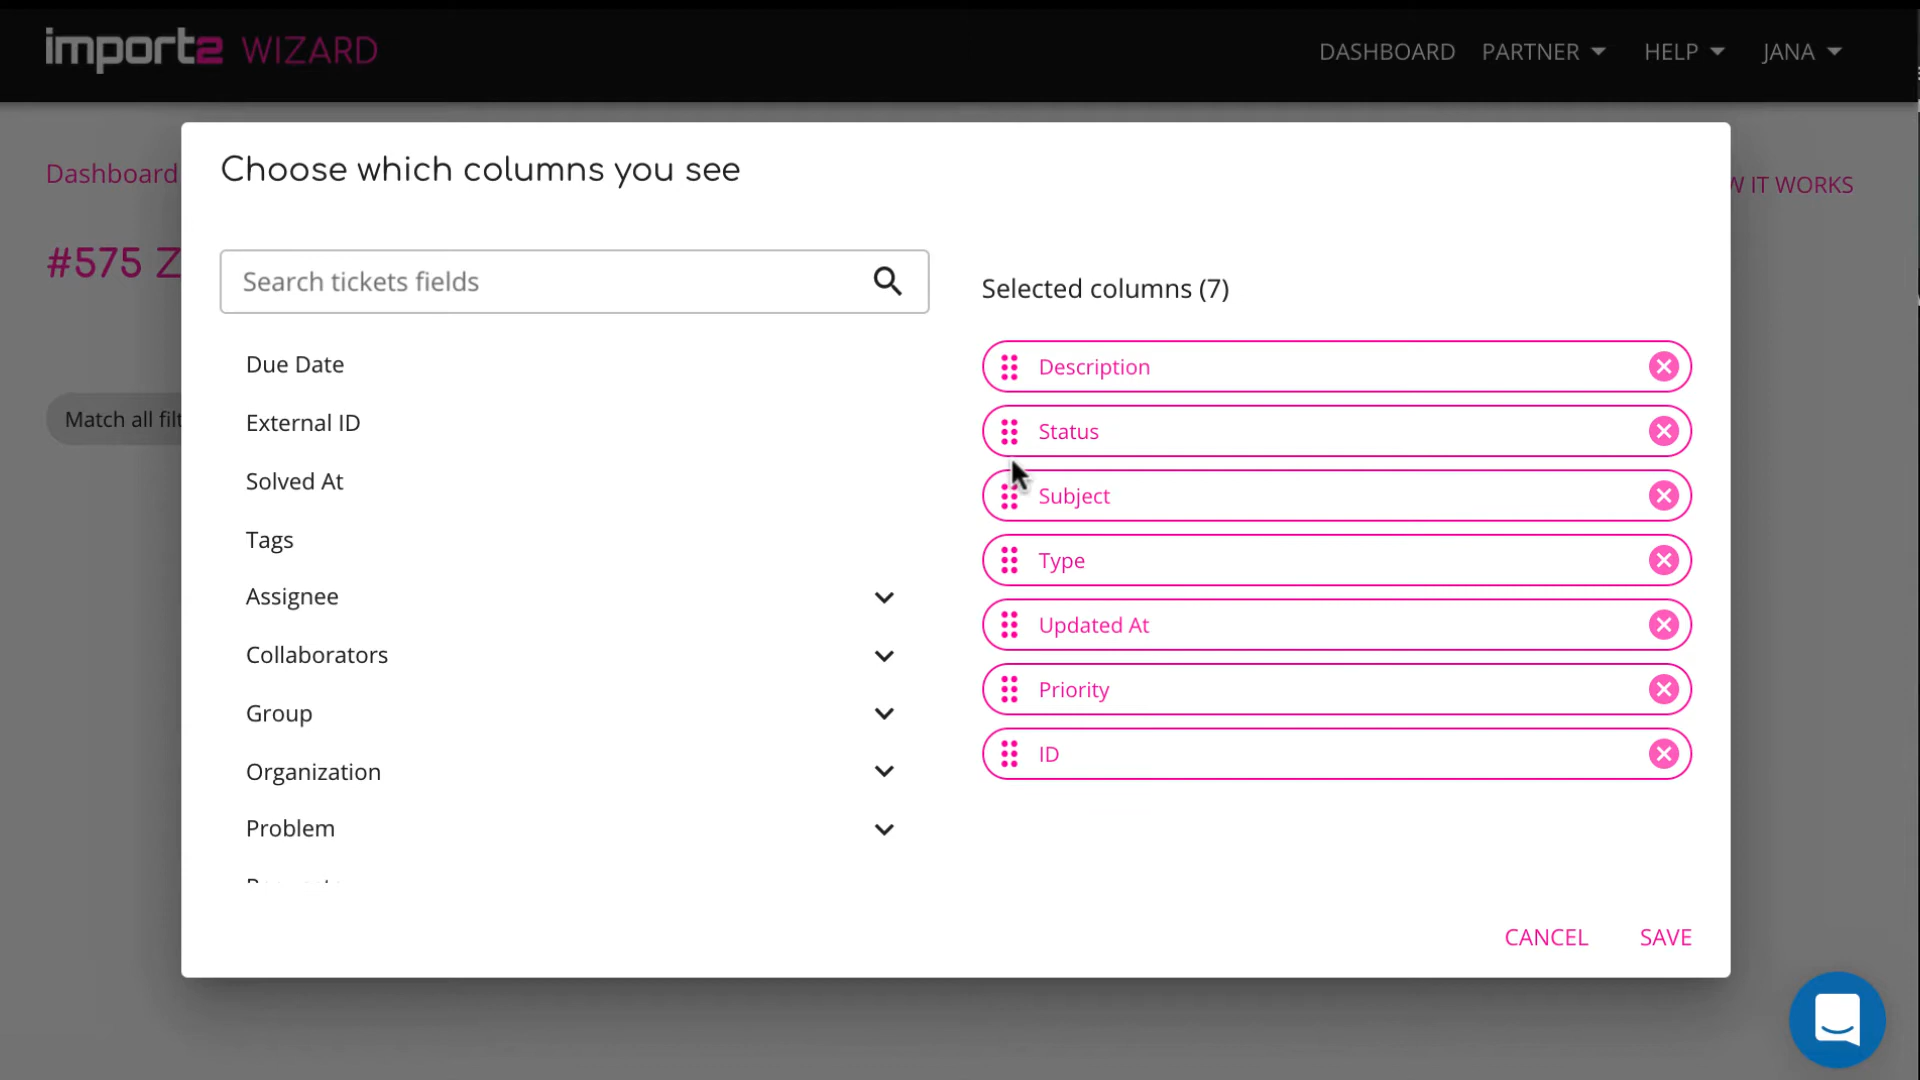 import2 WIZARD
DASHBOARD PARTNER HELP JANA
Dashboard
W IT WORKS
#575 Z
Match all filt
Choose which columns you see
Search tickets fields
Due Date
External ID
Solved At
Tags
Assignee
Collaborators
Group
Organization
Problem
Selected columns (7)
Description
Status
Subject
Type
Updated At
Priority
ID
CANCEL SAVE